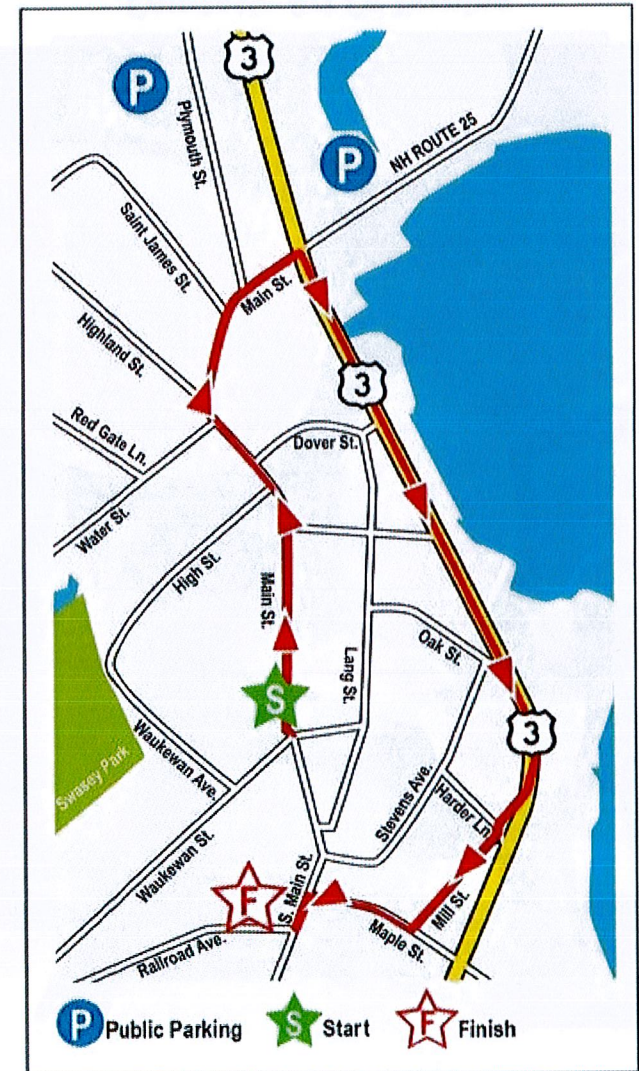 3
P
Plymouth St.
P
NH ROUTE 25
Saint James St.
Main St.
Highland St.
3
Red Gate Ln.
Dover St.
Water St.
High St.
Main St.
Oak St.
Lang St.
S
3
Waukewan Ave.
Swasey Park
Stevens Ave.
Harder Ln.
Waukewan St.
S. Main St.
F
Mill St.
Maple St.
Railroad Ave.
P Public Parking S Start F Finish